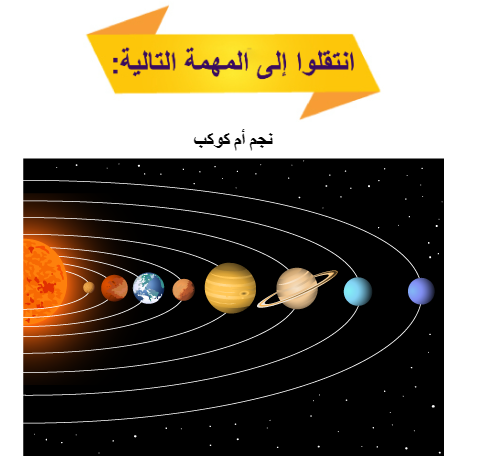 انتقلوا إلى المهمة التالية:
نجم أم كوكب